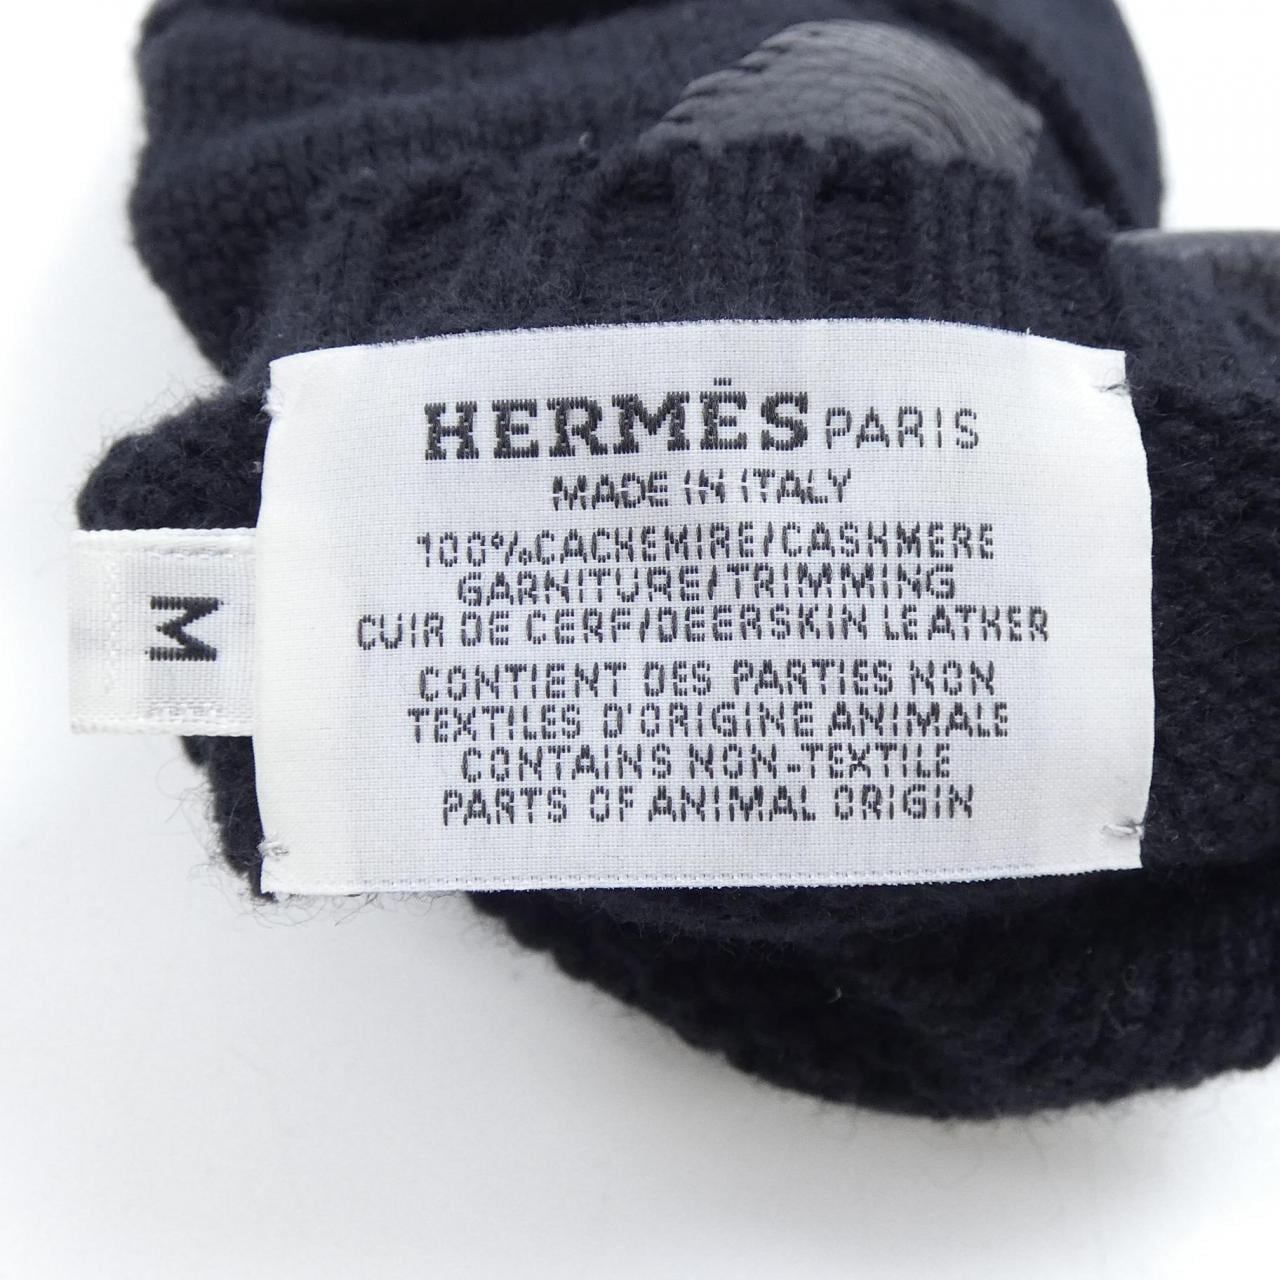 HERMÈS PARIS
MADE IN ITALY
100%CACHEMIRE/CASHMERE
GARNITURE/TRIMMING
CUIR DE CERF/DEERSKIN LEATHER
CONTIENT DES PARTIES NON
TEXTILES D'ORIGINE ANIMALE
CONTAINS NON-TEXTILE
PARTS OF ANIMAL ORIGIN
M